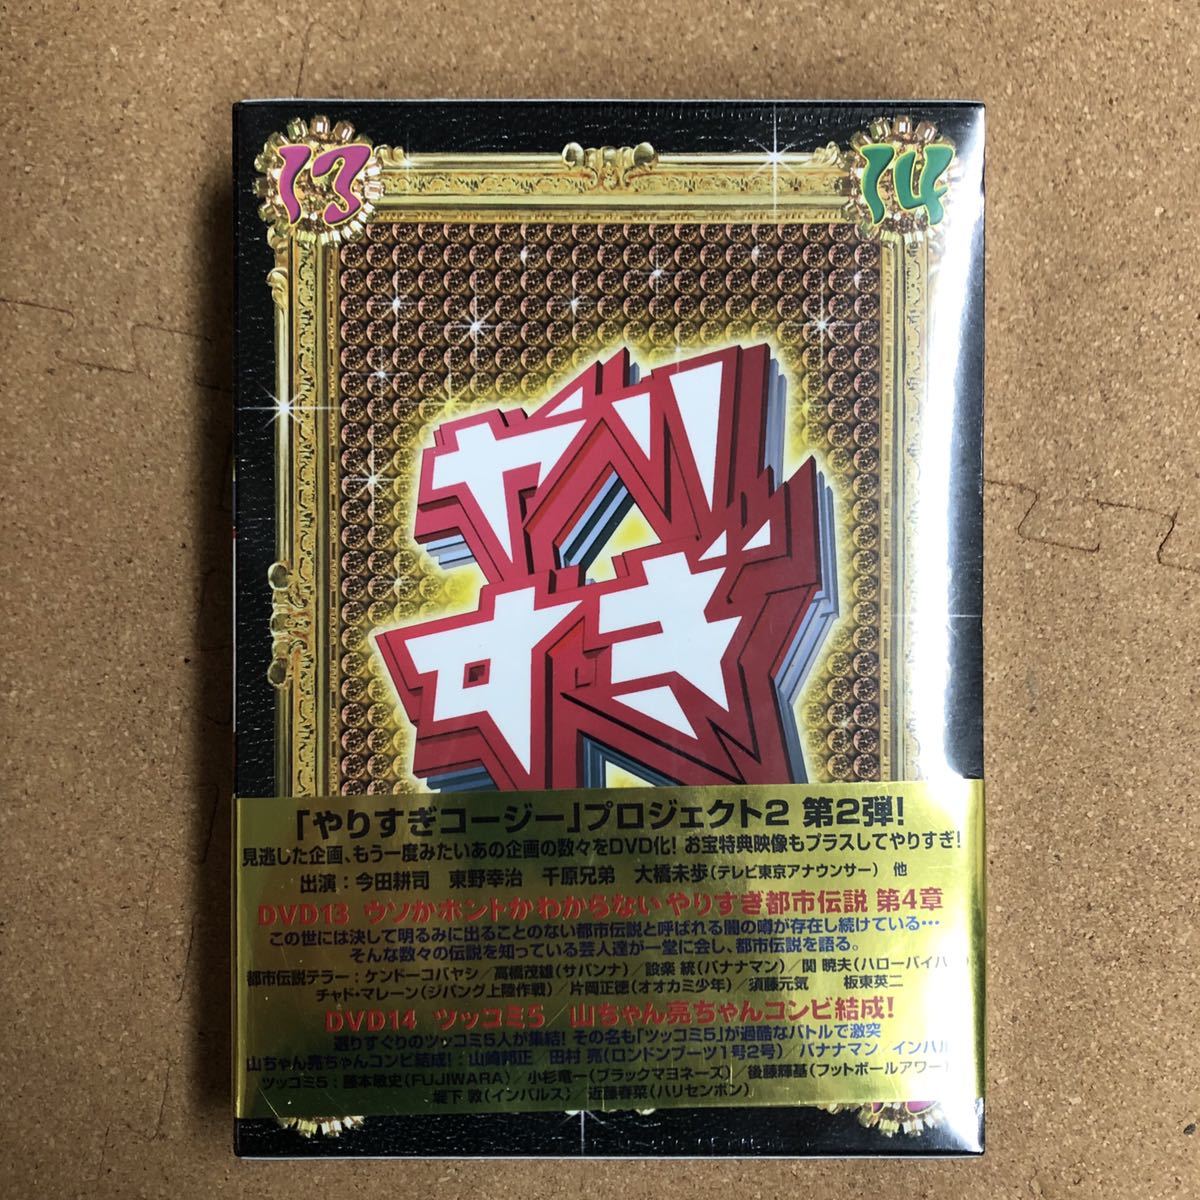 13
14
ヤリ
すぎ
「やりすぎコージー」プロジェクト2 第2弾!
見逃した企画、もう一度みたいあの企画の数々をDVD化! お宝特典映像もプラスしてやりすぎ!
出演：今田耕司 東野幸治 千原兄弟 大橋未歩(テレビ東京アナウンサー) 他
DVD13 ウソかホントかわからない やりすぎ都市伝説 第4章
この世には決して明るみに出ることのない都市伝説と呼ばれる闇の噂が存在し続けている…
そんな数々の伝説を知っている芸人達が一堂に会し、都市伝説を語る。
都市伝説テラー：ケンドーコバヤシ/高橋茂雄(サバンナ)/設楽 統(バナナマン)/関 暁夫(ハローバイバ
チャド・マレーン(ジパング上陸作戦)/片岡正徳(オオカミ少年)/須藤元気 板東英二
DVD14 ツッコミ5/山ちゃん亮ちゃんコンビ結成!
選りすぐりのツッコミ5人が集結! その名も「ツッコミ5」が過酷なバトルで激突
山ちゃん亮ちゃんコンビ結成!：山崎邦正/田村 亮(ロンドンブーツ1号2号)/バナナマン/インパル
ツッコミ5：藤本敏史(FUJIWARA)/小杉竜一(ブラックマヨネーズ)/後藤輝基(フットボールアワー)
堤下 敦(インパルス)/近藤春菜(ハリセンボン)